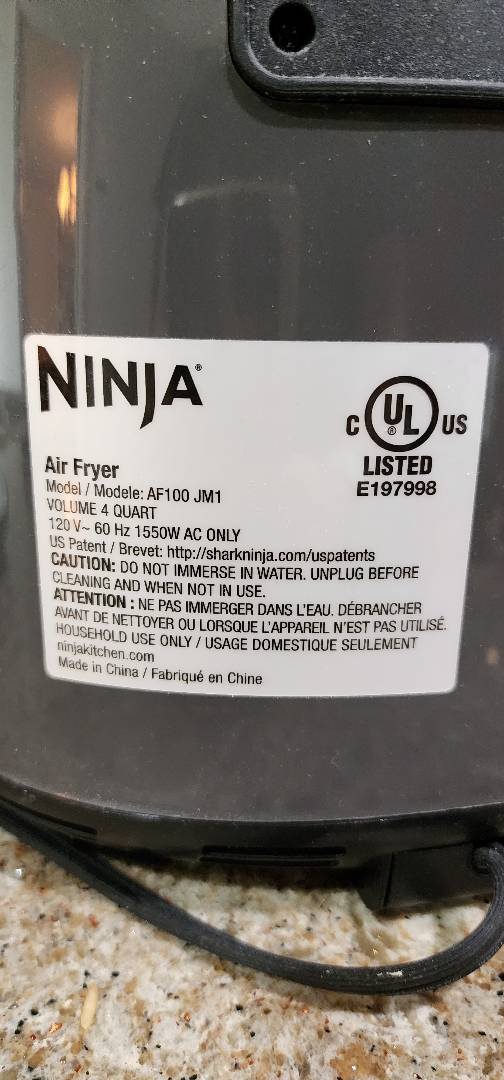 NINJA®
C UL® US
LISTED
E197998
Air Fryer
Model / Modele: AF100 JM1
VOLUME 4 QUART
120 V~ 60 Hz 1550W AC ONLY
US Patent / Brevet: http://sharkninja.com/uspatents
CAUTION: DO NOT IMMERSE IN WATER. UNPLUG BEFORE
CLEANING AND WHEN NOT IN USE.
ATTENTION : NE PAS IMMERGER DANS L'EAU. DÉBRANCHER
AVANT DE NETTOYER OU LORSQUE L'APPAREIL N'EST PAS UTILISÉ.
HOUSEHOLD USE ONLY / USAGE DOMESTIQUE SEULEMENT
ninjakitchen.com
Made in China / Fabriqué en Chine